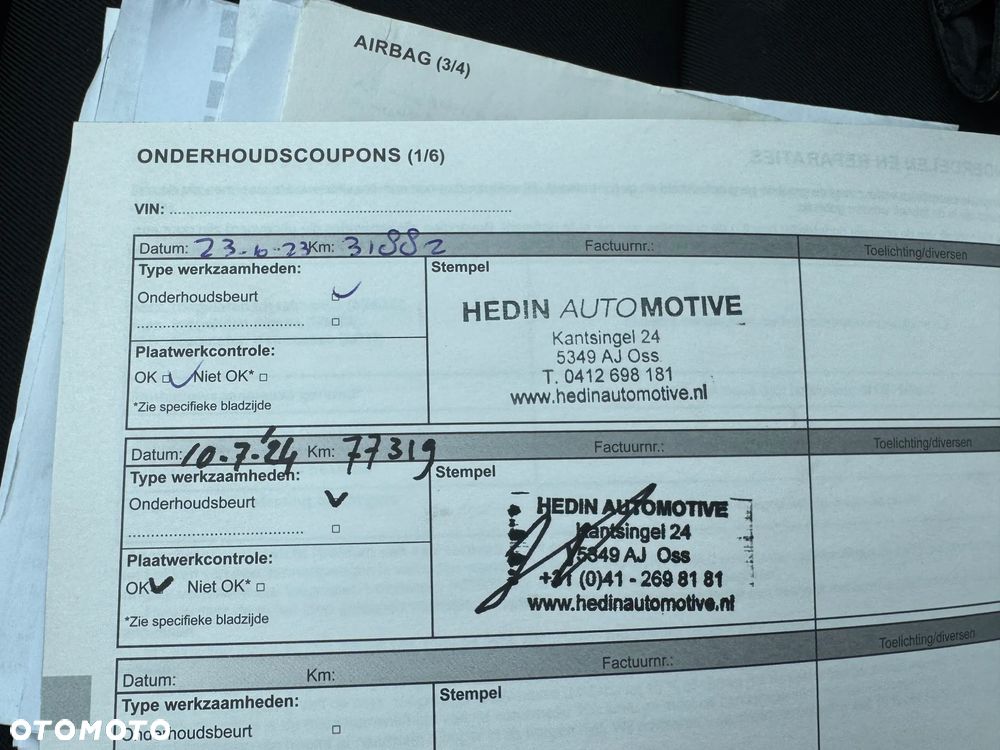 AIRBAG (3/4)
ONDERHOUDSCOUPONS (1/6)
VIN: ........................................................................................
Datum: 23-6-23 Km: 31882 Factuurnr.: Toelichting/diversen
Type werkzaamheden:
Stempel
Onderhoudsbeurt
HEDIN AUTOMOTIVE
Kantsingel 24
5349 AJ Oss
T. 0412 698 181
www.hedinautomotive.nl
Plaatwerkcontrole:
OK Niet OK*
*Zie specifieke bladzijde
Datum: 10-7-'24 Km: 77319 Factuurnr.: Toelichting/diversen
Type werkzaamheden:
Stempel
Onderhoudsbeurt
HEDIN AUTOMOTIVE
Kantsingel 24
5349 AJ Oss
+31 (0)41 - 269 81 81
www.hedinautomotive.nl
Plaatwerkcontrole:
OK Niet OK*
*Zie specifieke bladzijde
Datum: Km: Factuurnr.: Toelichting/diversen
Type werkzaamheden:
Stempel
Onderhoudsbeurt
OTOMOTO